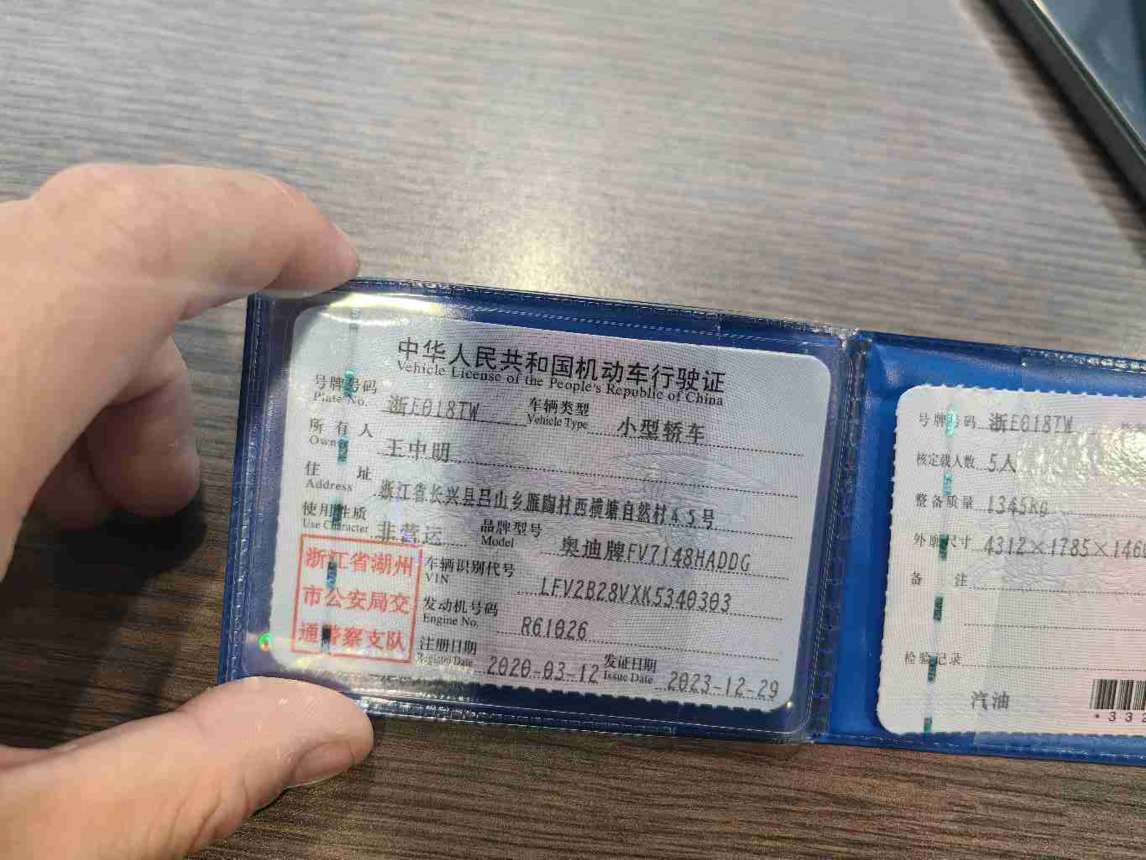 中华人民共和国机动车行驶证
Vehicle License of the People's Republic of China
号牌号码 浙E018TW 车辆类型 小型轿车
Plate No. Vehicle Type
所有人 王中明
Owner
住址 浙江省长兴县吕山乡雁陶村西横塘自然村45号
Address
使用性质 非营运 品牌型号 奥迪牌FV7148HADDG
Use Character Model
车辆识别代号 LFV2B28VXK5340303
VIN
发动机号码 R61026
Engine No.
注册日期 2020-03-12 发证日期 2023-12-29
Register Date Issue Date
浙江省湖州
市公安局交
通警察支队
号牌号码 浙E018TW
核定载人数 5人
整备质量 1345kg
外廓尺寸 4312×1785×146
备注
检验记录
汽油
*33